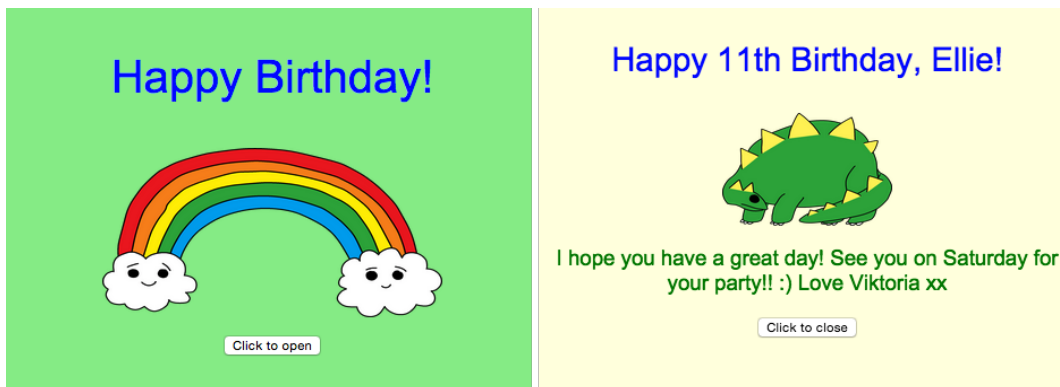 Happy Birthday!
Click to open
Happy 11th Birthday, Ellie!
I hope you have a great day! See you on Saturday for
your party!! :) Love Viktoria xx
Click to close